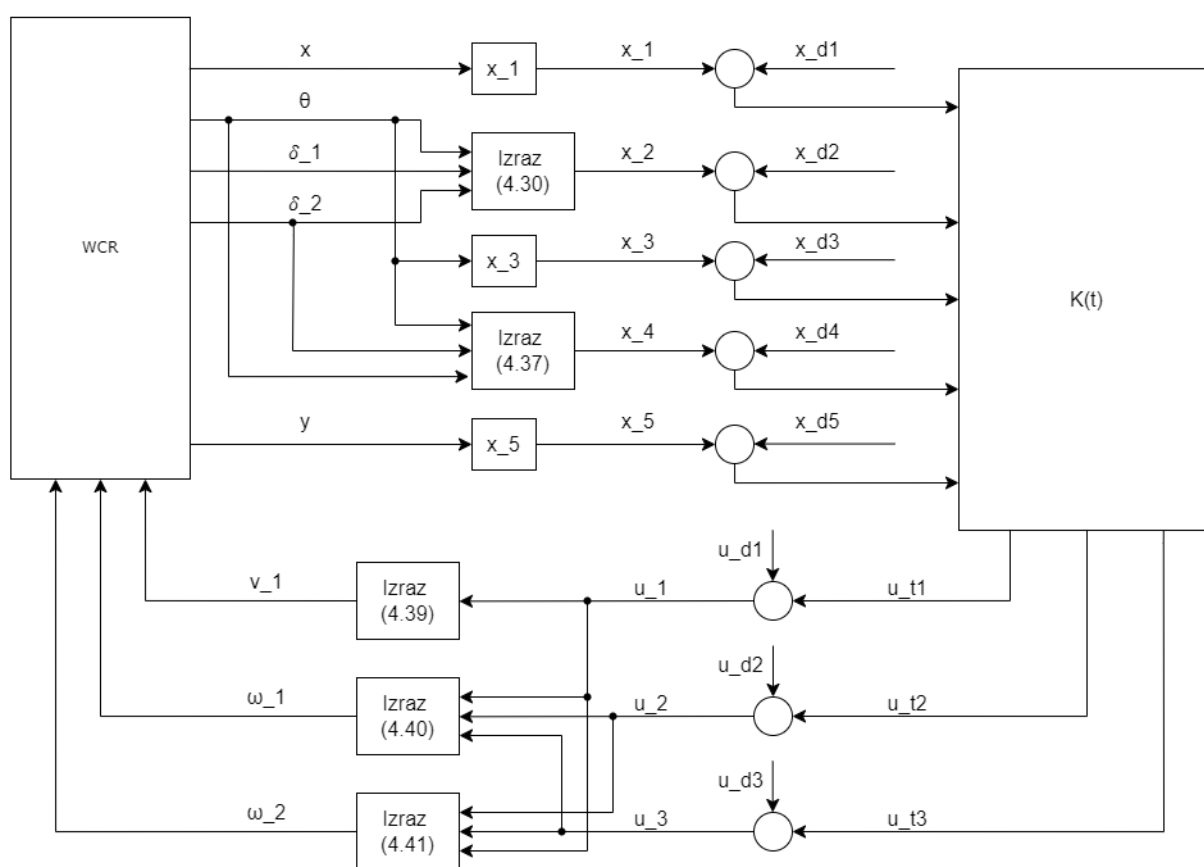 x
x_1
x_1
x_d1
θ
δ_1
Izraz
(4.30)
x_2
x_d2
δ_2
WCR
x_3
x_3
x_d3
K(t)
Izraz
(4.37)
x_4
x_d4
y
x_5
x_5
x_d5
u_d1
v_1
Izraz
(4.39)
u_1
u_t1
u_d2
ω_1
Izraz
(4.40)
u_2
u_t2
u_d3
ω_2
Izraz
(4.41)
u_3
u_t3